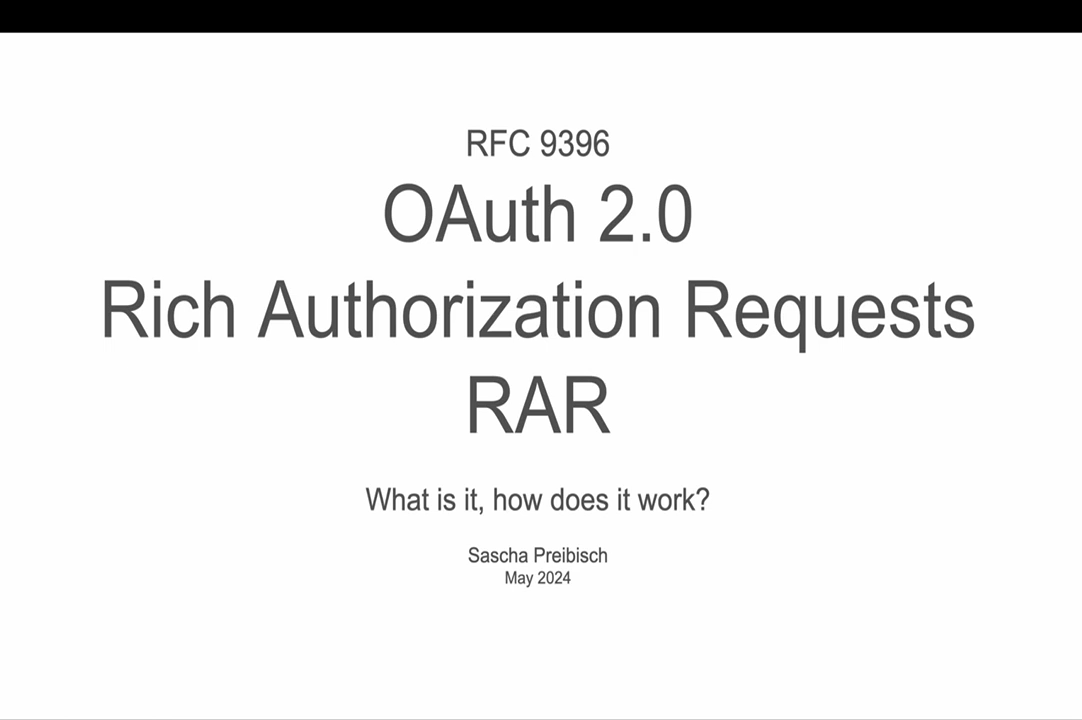 RFC 9396
OAuth 2.0
Rich Authorization Requests
RAR
What is it, how does it work?
Sascha Preibisch
May 2024